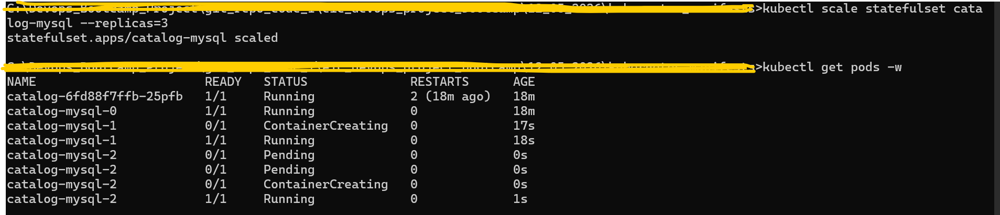 >kubectl scale statefulset cata
log-mysql --replicas=3
statefulset.apps/catalog-mysql scaled
>kubectl get pods -w
NAME READY STATUS RESTARTS AGE
catalog-6fd88f7ffb-25pfb 1/1 Running 2 (18m ago) 18m
catalog-mysql-0 1/1 Running 0 18m
catalog-mysql-1 0/1 ContainerCreating 0 17s
catalog-mysql-1 1/1 Running 0 18s
catalog-mysql-2 0/1 Pending 0 0s
catalog-mysql-2 0/1 Pending 0 0s
catalog-mysql-2 0/1 ContainerCreating 0 0s
catalog-mysql-2 1/1 Running 0 1s